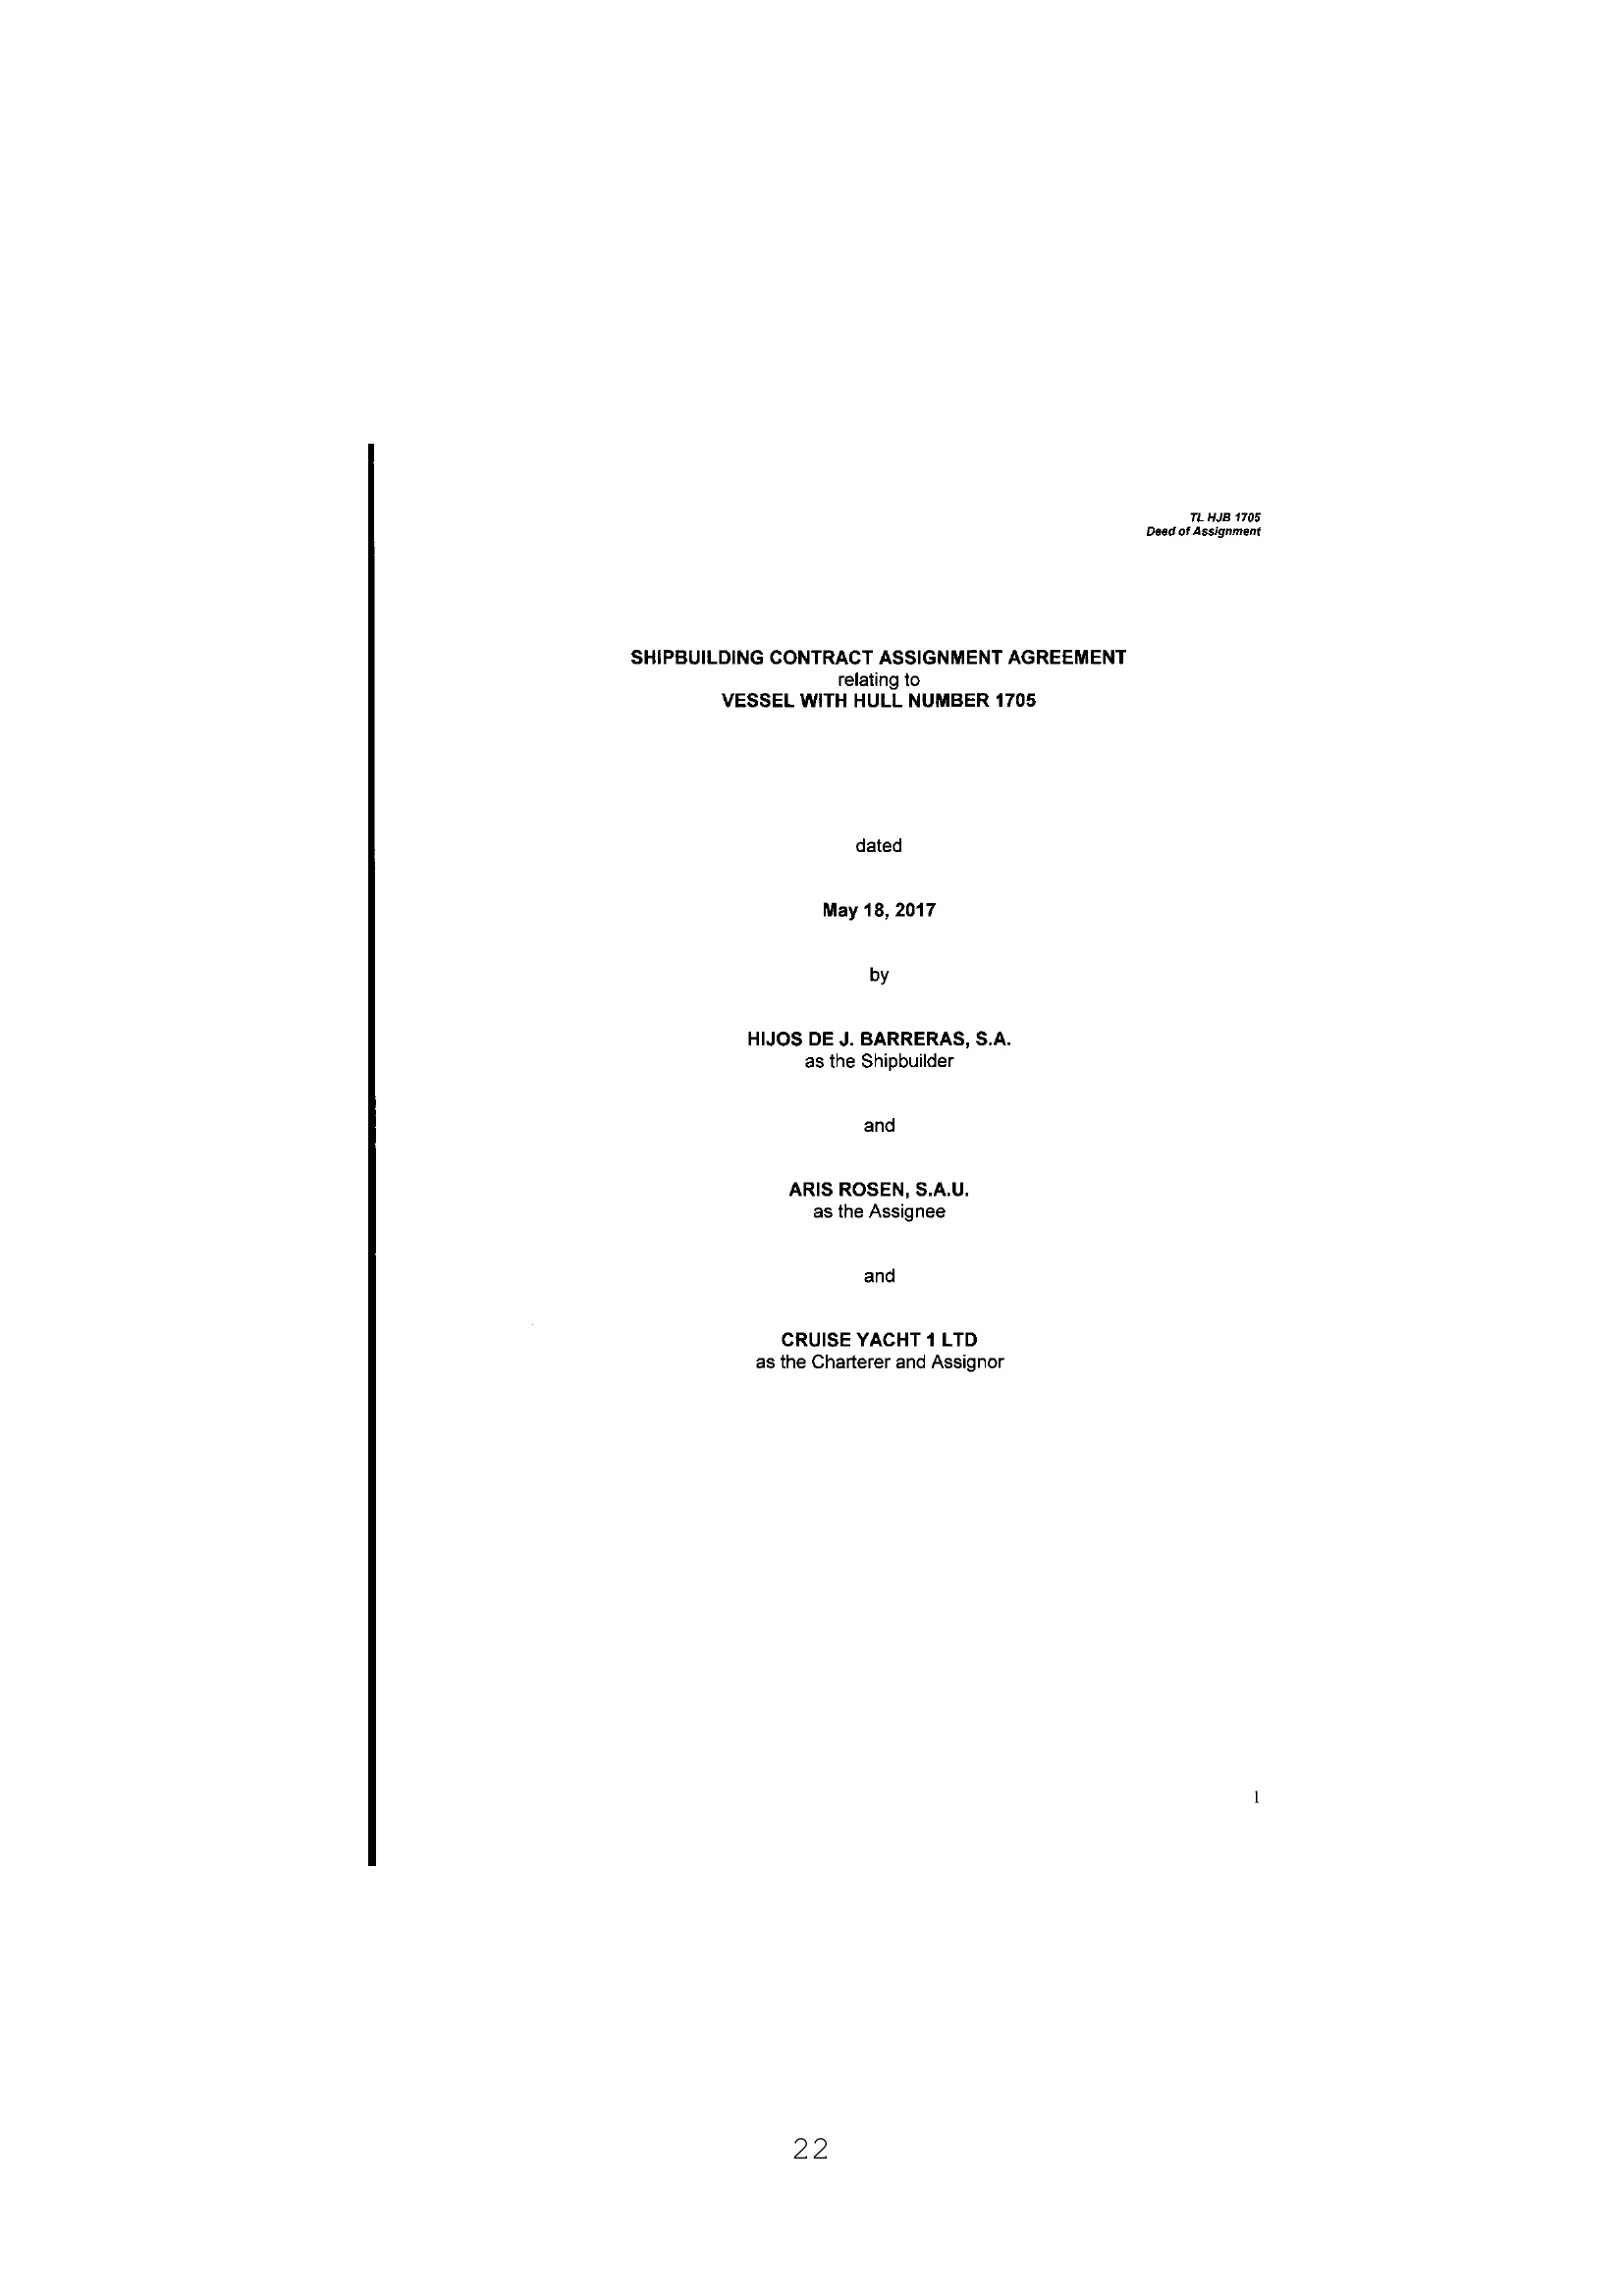 TL HJB 1705
Deed of Assignment
SHIPBUILDING CONTRACT ASSIGNMENT AGREEMENT
relating to
VESSEL WITH HULL NUMBER 1705
dated
May 18, 2017
by
HIJOS DE J. BARRERAS, S.A.
as the Shipbuilder
and
ARIS ROSEN, S.A.U.
as the Assignee
and
CRUISE YACHT 1 LTD
as the Charterer and Assignor
1
22